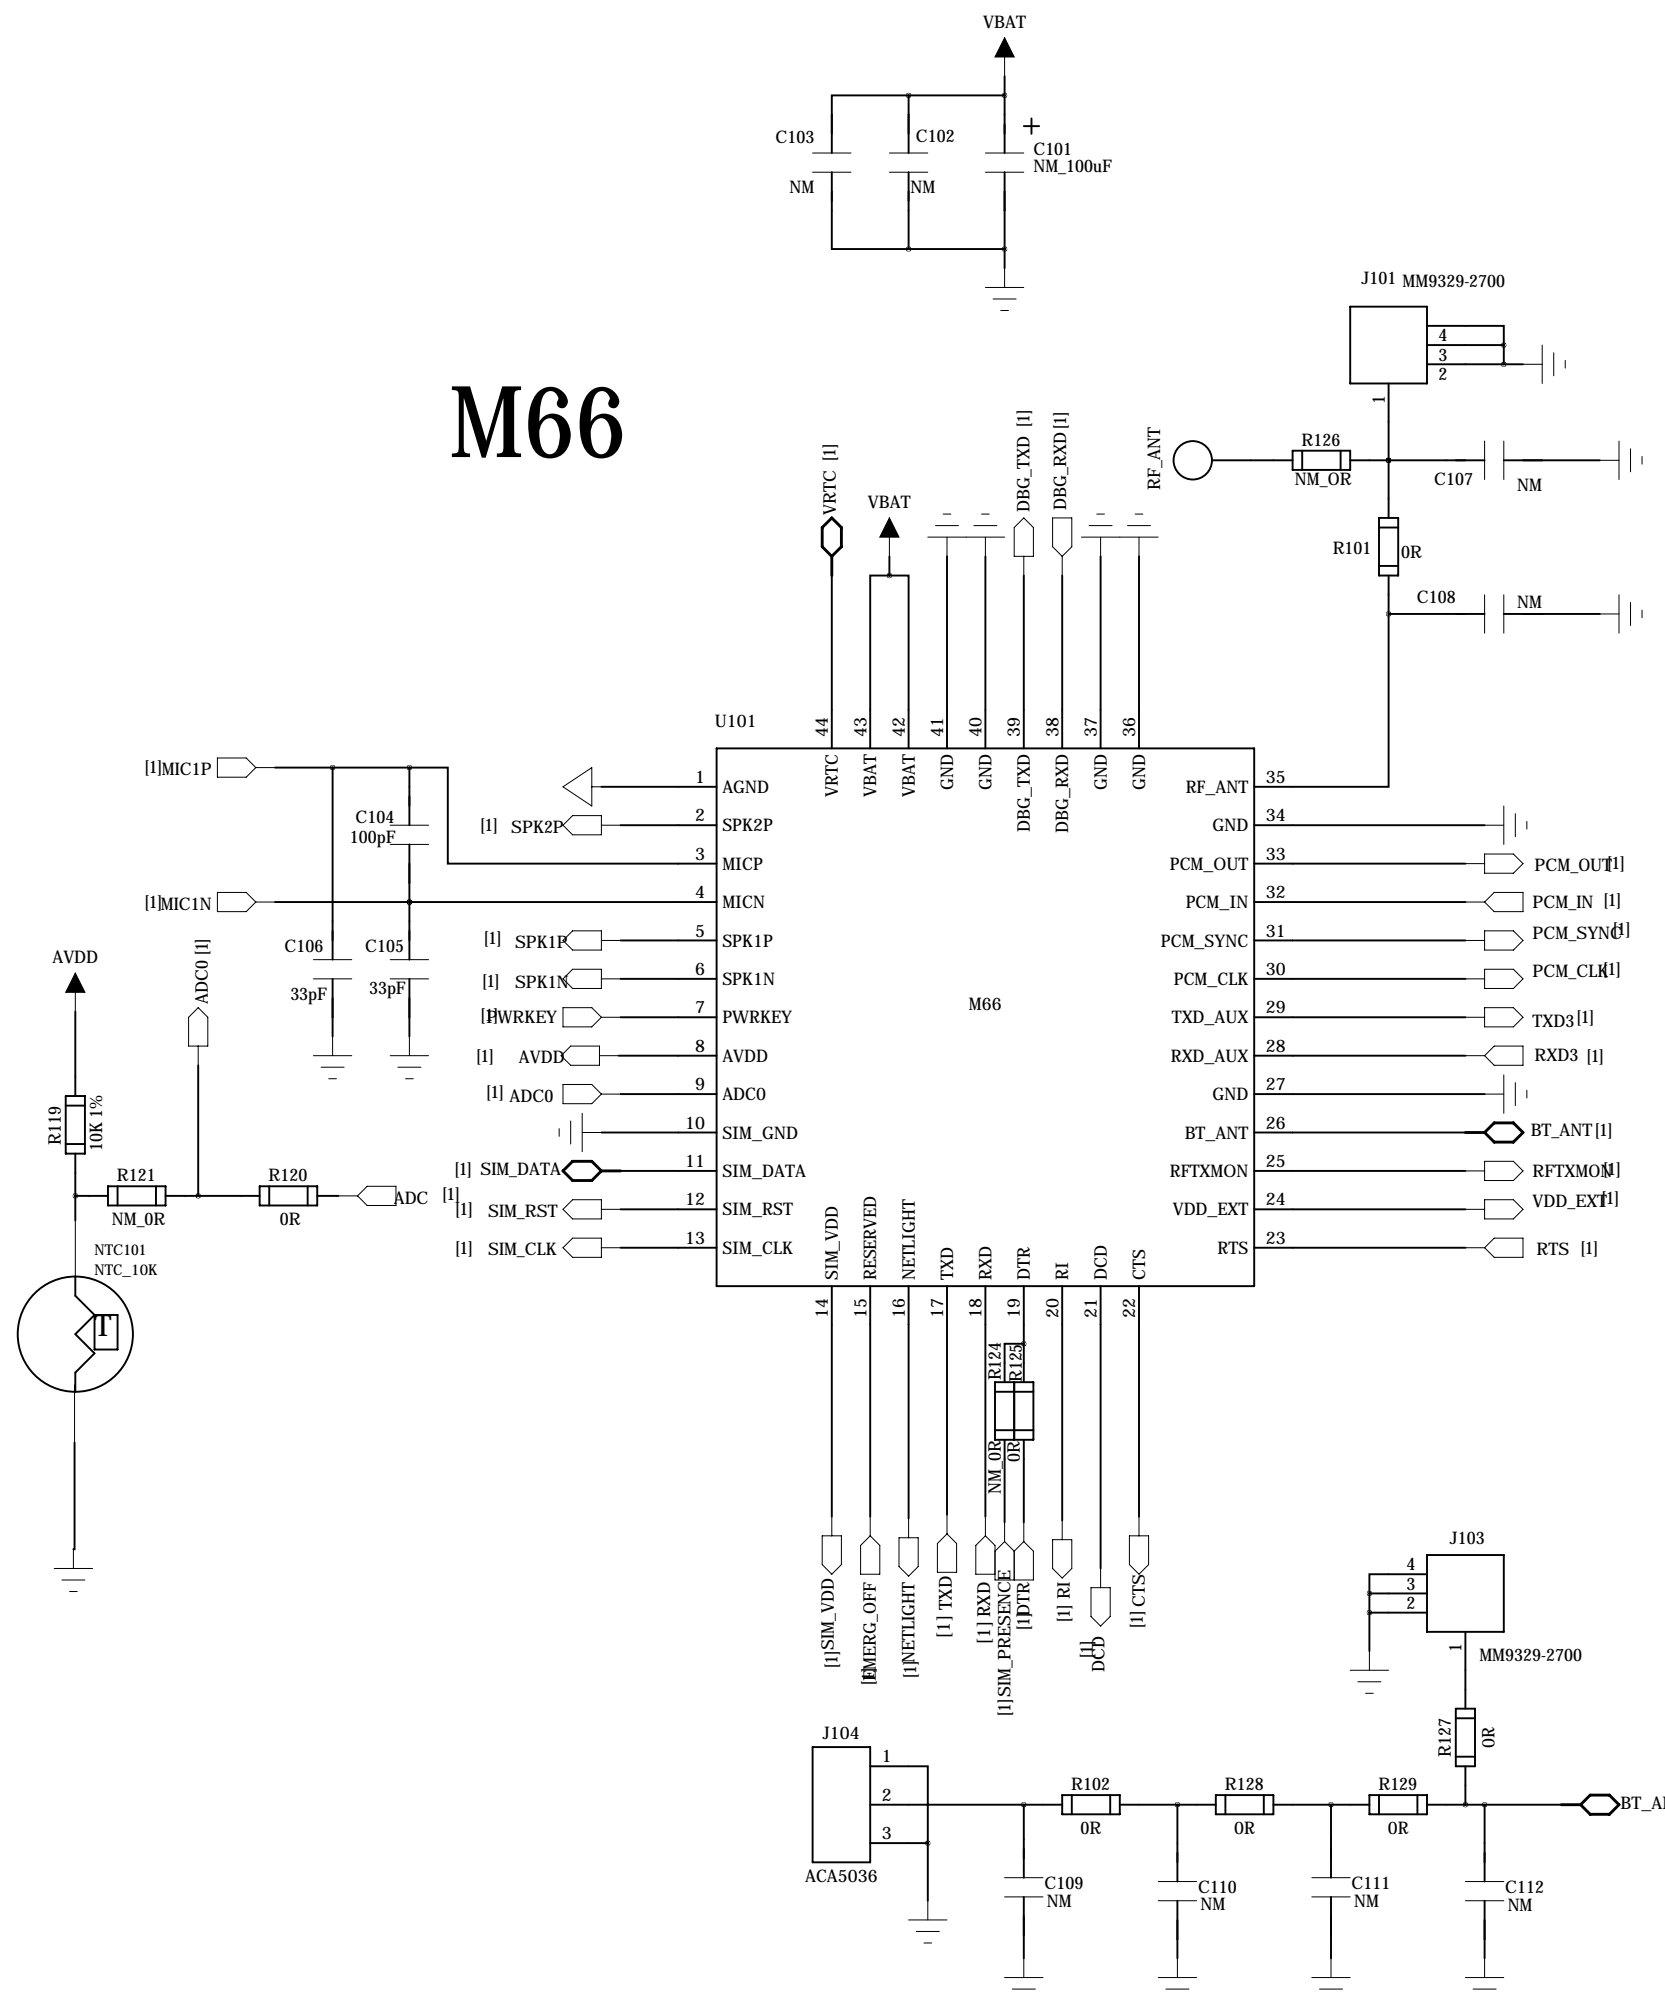 VBAT
C103
C102
C101
NM_100uF
NM
NM
J101 MM9329-2700
4
3
2
1
M66
RF_ANT
R126
NM_OR
C107
NM
R101
0R
C108
NM
VRTC [1]
VBAT
DBG_TXD [1]
DBG_RXD [1]
U101
44
43
42
41
40
39
38
37
36
VRTC
VBAT
VBAT
GND
GND
DBG_TXD
DBG_RXD
GND
GND
[1]MIC1P
C104
100pF
[1]MIC1N
C106
33pF
C105
33pF
1 AGND
[1] SPK2P 2 SPK2P
3 MICP
4 MICN
[1] SPK1P 5 SPK1P
[1] SPK1N 6 SPK1N
[1]PWRKEY 7 PWRKEY
[1] AVDD 8 AVDD
[1] ADC0 9 ADC0
10 SIM_GND
[1] SIM_DATA 11 SIM_DATA
[1] SIM_RST 12 SIM_RST
[1] SIM_CLK 13 SIM_CLK
M66
RF_ANT 35
GND 34
PCM_OUT 33 PCM_OUT[1]
PCM_IN 32 PCM_IN [1]
PCM_SYNC 31 PCM_SYNC[1]
PCM_CLK 30 PCM_CLK[1]
TXD_AUX 29 TXD3[1]
RXD_AUX 28 RXD3 [1]
GND 27
BT_ANT 26 BT_ANT[1]
RFTXMON 25 RFTXMON[1]
VDD_EXT 24 VDD_EXT[1]
RTS 23 RTS [1]
AVDD
ADC0 [1]
R119
10K 1%
R121
NM_0R
R120
0R
ADC [1]
NTC101
NTC_10K
T
SIM_VDD
RESERVED
NETLIGHT
TXD
RXD
DTR
RI
DCD
CTS
14
15
16
17
18
19
20
21
22
R124
R125
NM_0R
0R
[1]SIM_VDD
[1]EMERG_OFF
[1]NETLIGHT
[1] TXD
[1] RXD
[1]SIM_PRESENCE
[1]DTR
[1] RI
[1] DCD
[1] CTS
J103
4
3
2
1
MM9329-2700
R127
0R
J104
1
2
3
ACA5036
R102
0R
R128
0R
R129
0R
BT_A
C109
NM
C110
NM
C111
NM
C112
NM